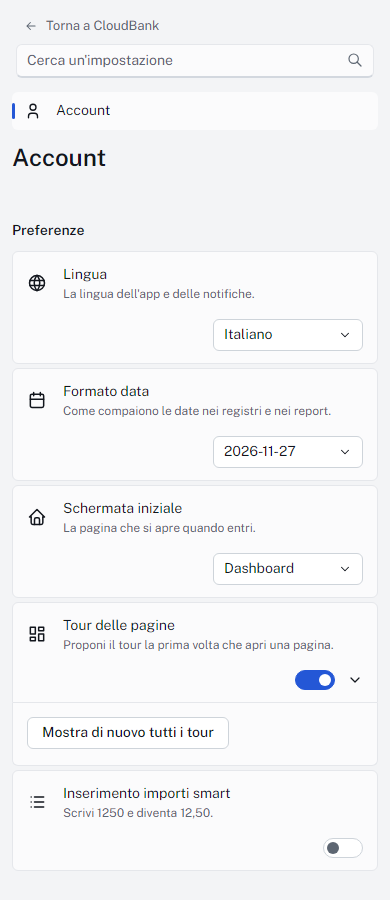 Torna a CloudBank
Cerca un'impostazione
Account
Account
Preferenze
Lingua
La lingua dell'app e delle notifiche.
Italiano
Formato data
Come compaiono le date nei registri e nei report.
2026-11-27
Schermata iniziale
La pagina che si apre quando entri.
Dashboard
Tour delle pagine
Proponi il tour la prima volta che apri una pagina.
Mostra di nuovo tutti i tour
Inserimento importi smart
Scrivi 1250 e diventa 12,50.